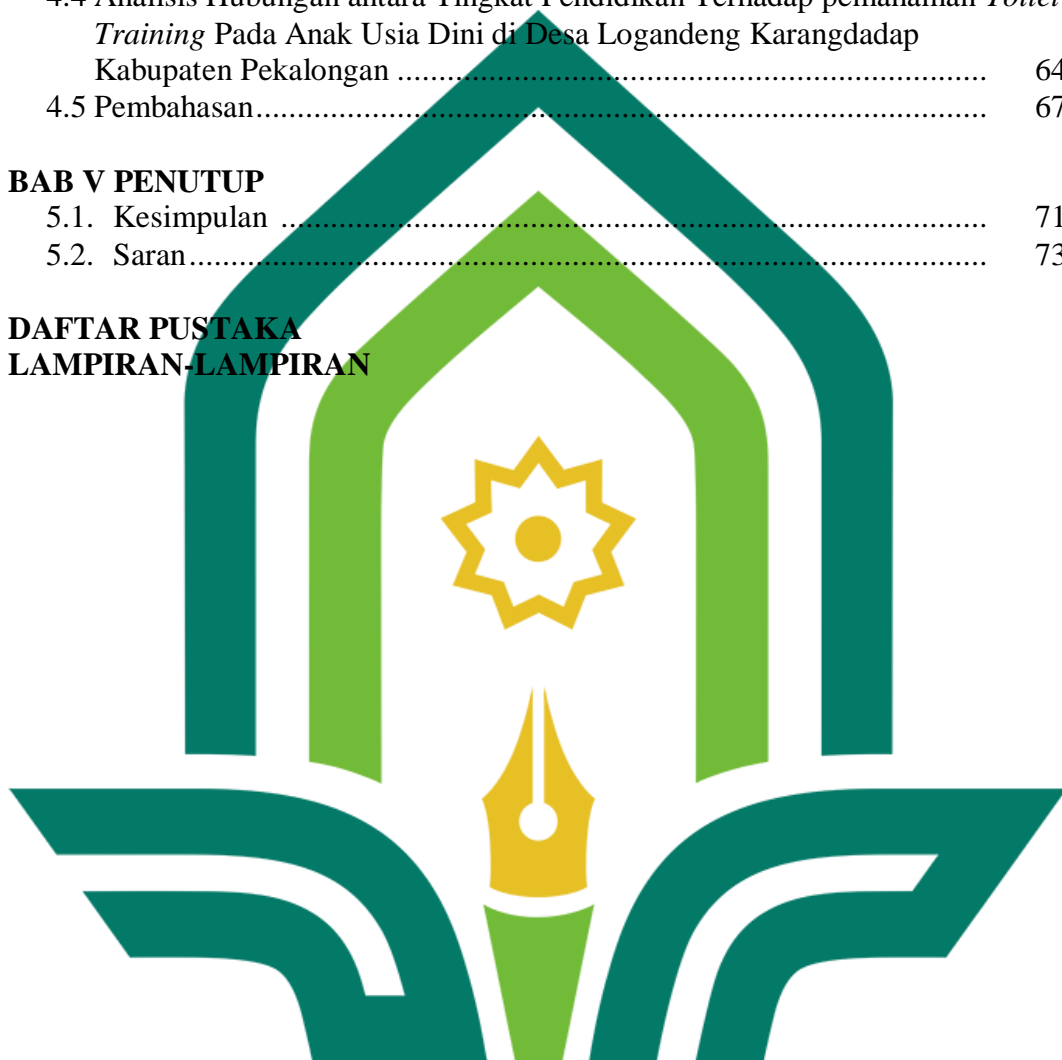 4.4 Analisis Hubungan antara Tingkat Pendidikan Terhadap pemahaman Toilet
Training Pada Anak Usia Dini di Desa Logandeng Karangdadap
Kabupaten Pekalongan ........................................................................ 64
4.5 Pembahasan......................................................................................... 67
BAB V PENUTUP
5.1. Kesimpulan ...................................................................................... 71
5.2. Saran................................................................................................. 73
DAFTAR PUSTAKA
LAMPIRAN-LAMPIRAN